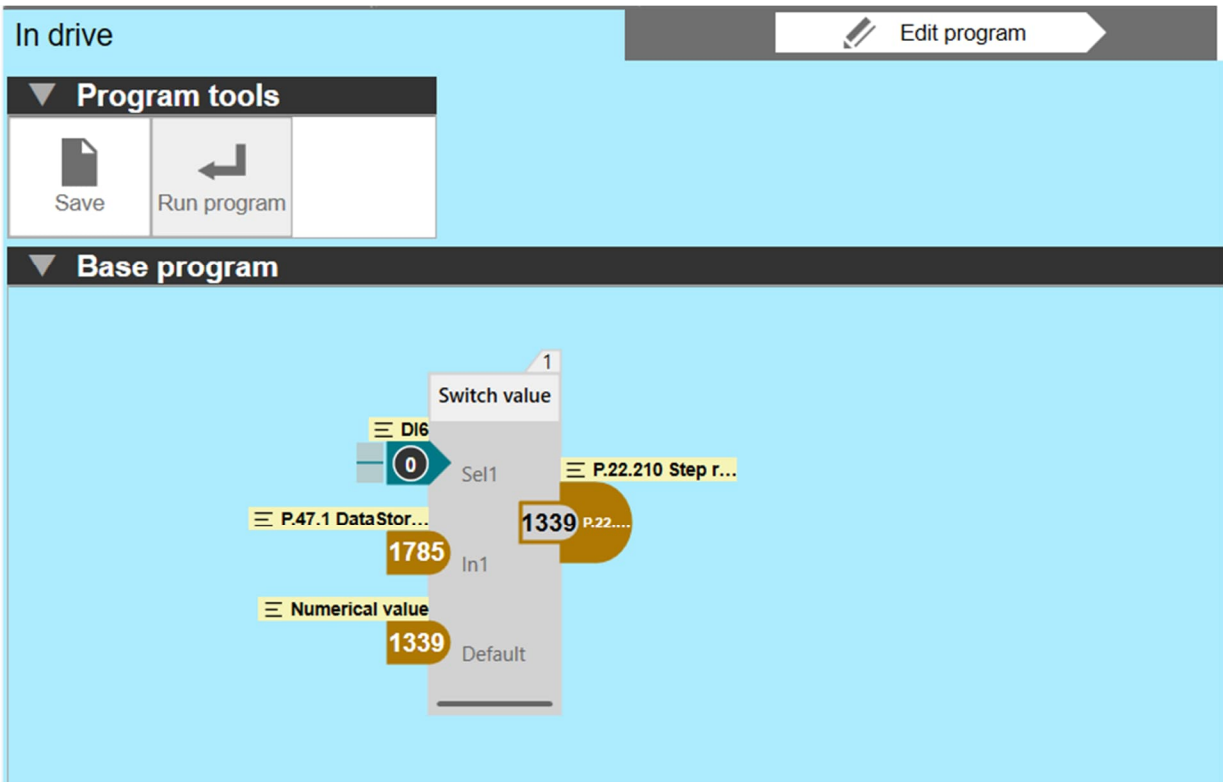 In drive
Edit program
Program tools
Save
Run program
Base program
1
Switch value
DI6
0
Sel1
P.22.210 Step r...
1339 P.22....
P.47.1 DataStor...
1785
In1
Numerical value
1339
Default